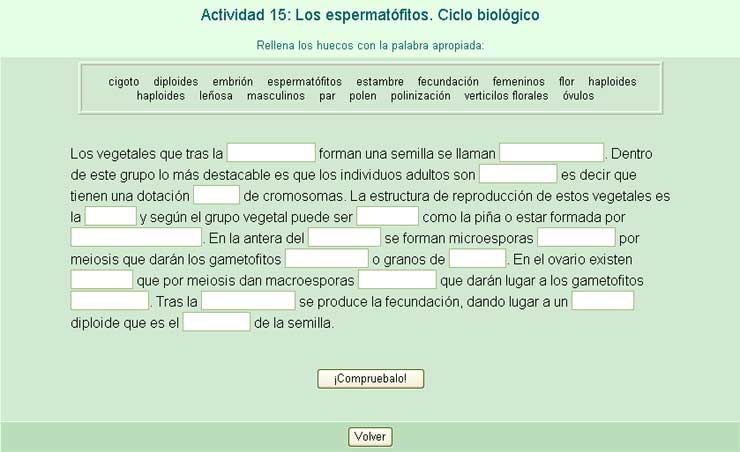 Actividad 15: Los espermatófitos. Ciclo biológico
Rellena los huecos con la palabra apropiada:
cigoto diploides embrión espermatófitos estambre fecundación femeninos flor haploides
haploides leñosa masculinos par polen polinización verticilos florales óvulos
Los vegetales que tras la forman una semilla se llaman . Dentro
de este grupo lo más destacable es que los individuos adultos son es decir que
tienen una dotación de cromosomas. La estructura de reproducción de estos vegetales es
la y según el grupo vegetal puede ser como la piña o estar formada por
. En la antera del se forman microesporas por
meiosis que darán los gametofitos o granos de . En el ovario existen
que por meiosis dan macroesporas que darán lugar a los gametofitos
. Tras la se produce la fecundación, dando lugar a un
diploide que es el de la semilla.
¡Compruebalo!
Volver